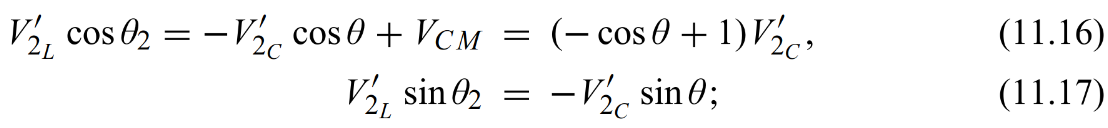 V′_{2_L} cos θ_2 = −V′_{2_C} cos θ + V_{CM} = (− cos θ + 1)V′_{2_C}, (11.16)
V′_{2_L} sin θ_2 = −V′_{2_C} sin θ; (11.17)